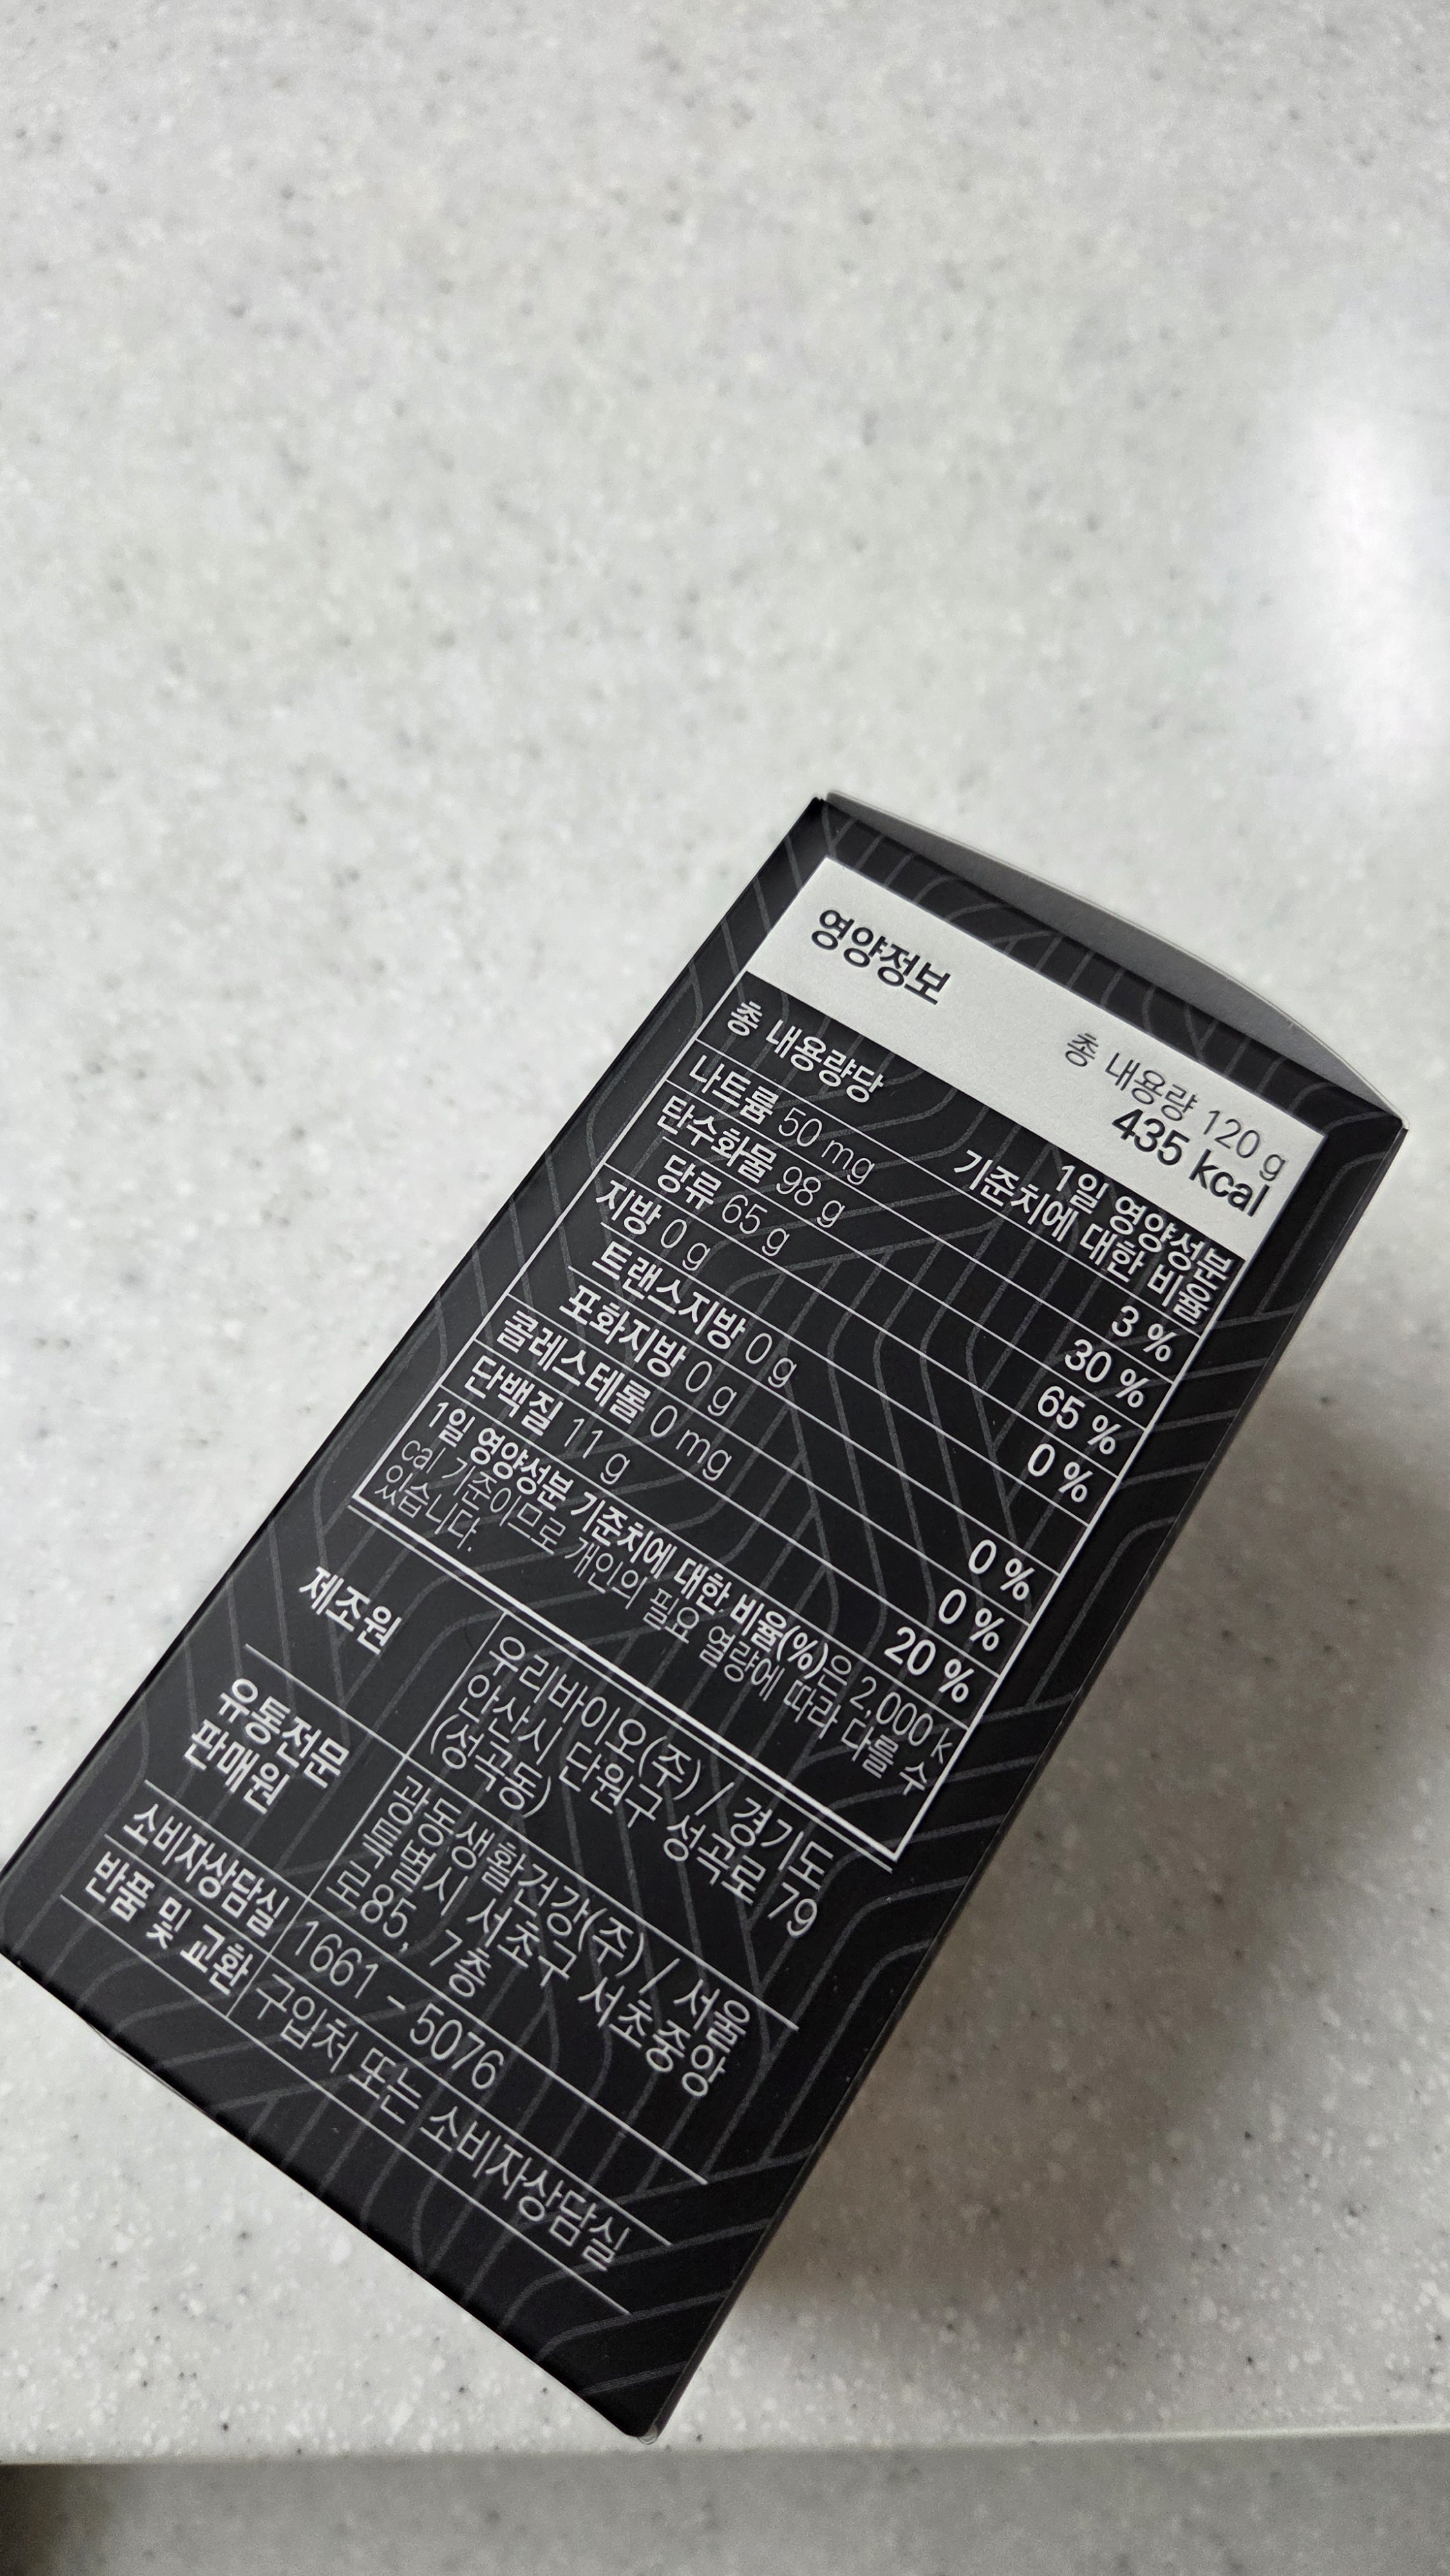 영양정보
총 내용량 120 g
435 kcal
총 내용량당
1일 영양성분
기준치에 대한 비율
나트륨 50 mg 3 %
탄수화물 98 g 30 %
당류 65 g 65 %
지방 0 g 0 %
트랜스지방 0 g
포화지방 0 g 0 %
콜레스테롤 0 mg 0 %
단백질 11 g 20 %
1일 영양성분 기준치에 대한 비율(%)은 2,000 k
cal 기준이므로 개인의 필요 열량에 따라 다를 수
있습니다.
제조원
우리바이오(주) / 경기도
안산시 단원구 성곡로 79
(성곡동)
유통전문
판매원
광동생활건강(주) / 서울
특별시 서초구 서초중앙
로85, 7층
소비자상담실 1661 - 5076
반품 및 교환 구입처 또는 소비자상담실